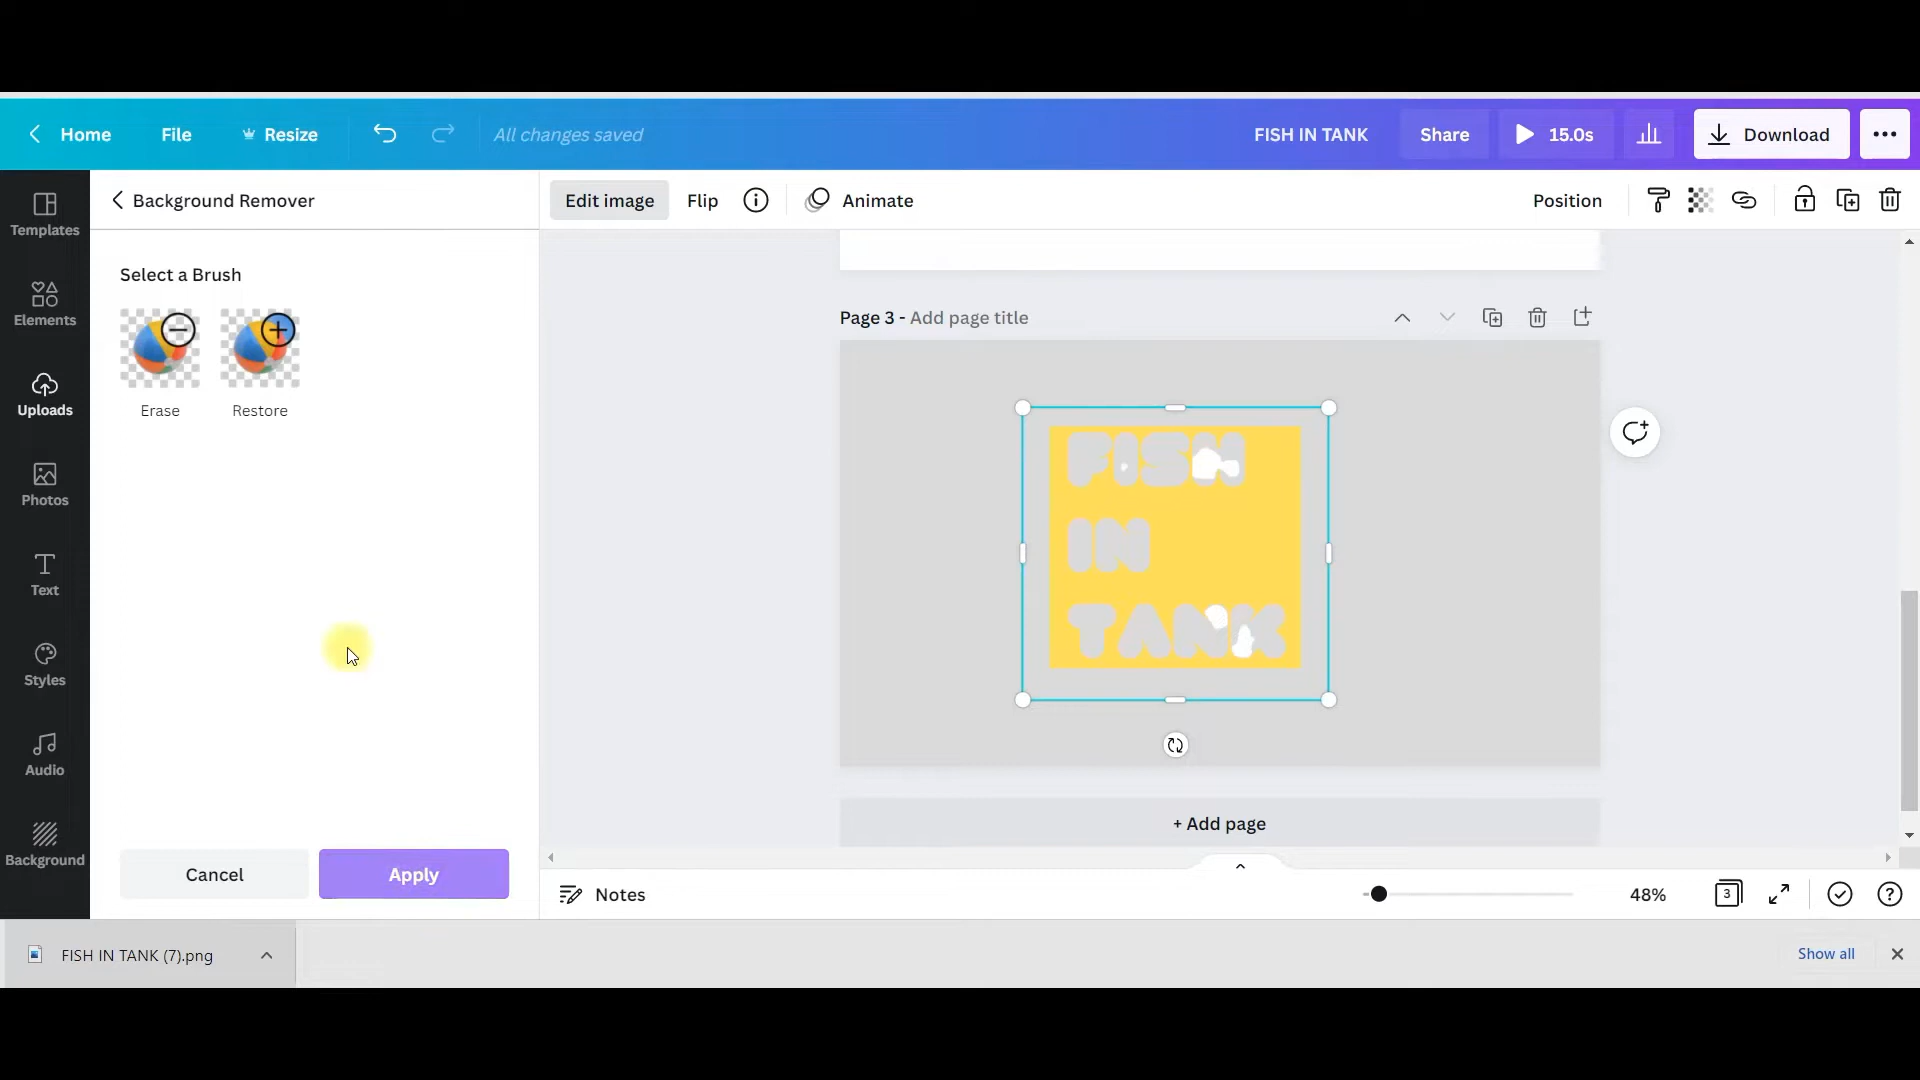 Home File Resize All changes saved FISH IN TANK Share 15.0s Download
Background Remover Edit image Flip Animate Position
Templates
Elements
Uploads
Photos
Text
Styles
Audio
Background
Select a Brush
Erase Restore
Cancel Apply
Page 3 - Add page title
FISH
IN
TANK
+ Add page
Notes 48% 3
FISH IN TANK (7).png Show all